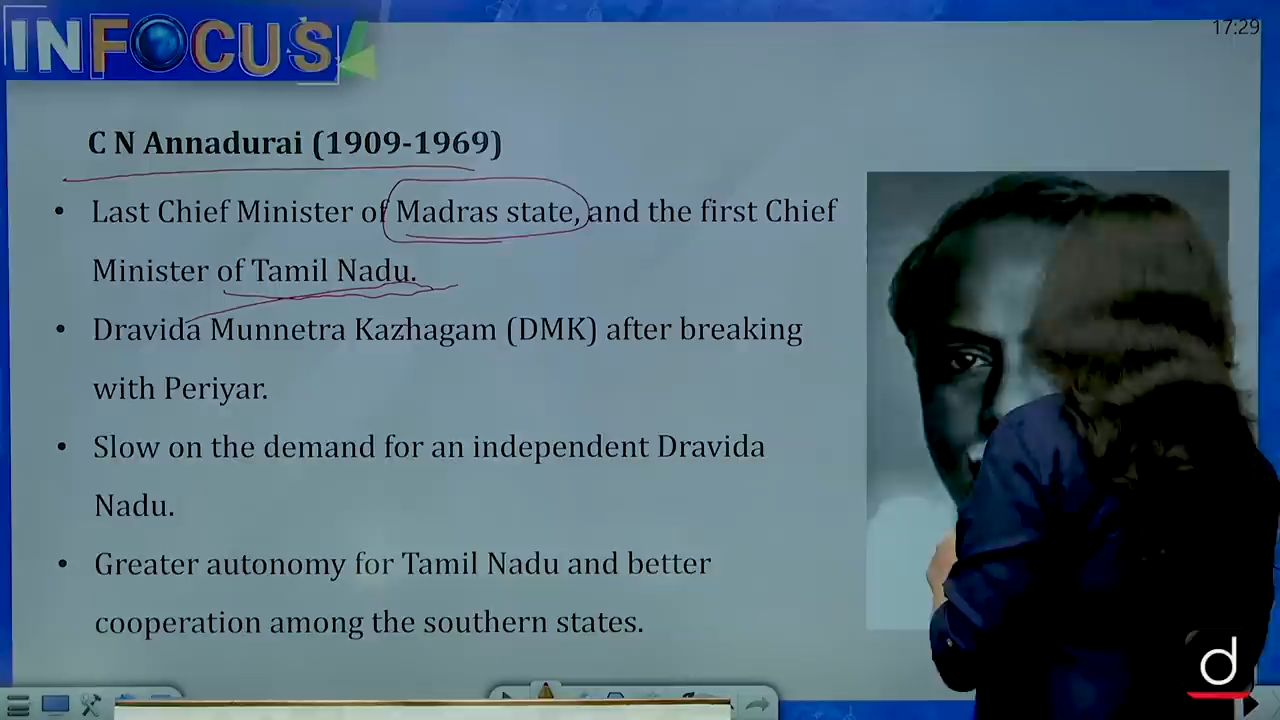 INFOCUS
17:29
C N Annadurai (1909-1969)
• Last Chief Minister of Madras state, and the first Chief
Minister of Tamil Nadu.
• Dravida Munnetra Kazhagam (DMK) after breaking
with Periyar.
• Slow on the demand for an independent Dravida
Nadu.
• Greater autonomy for Tamil Nadu and better
cooperation among the southern states.
d